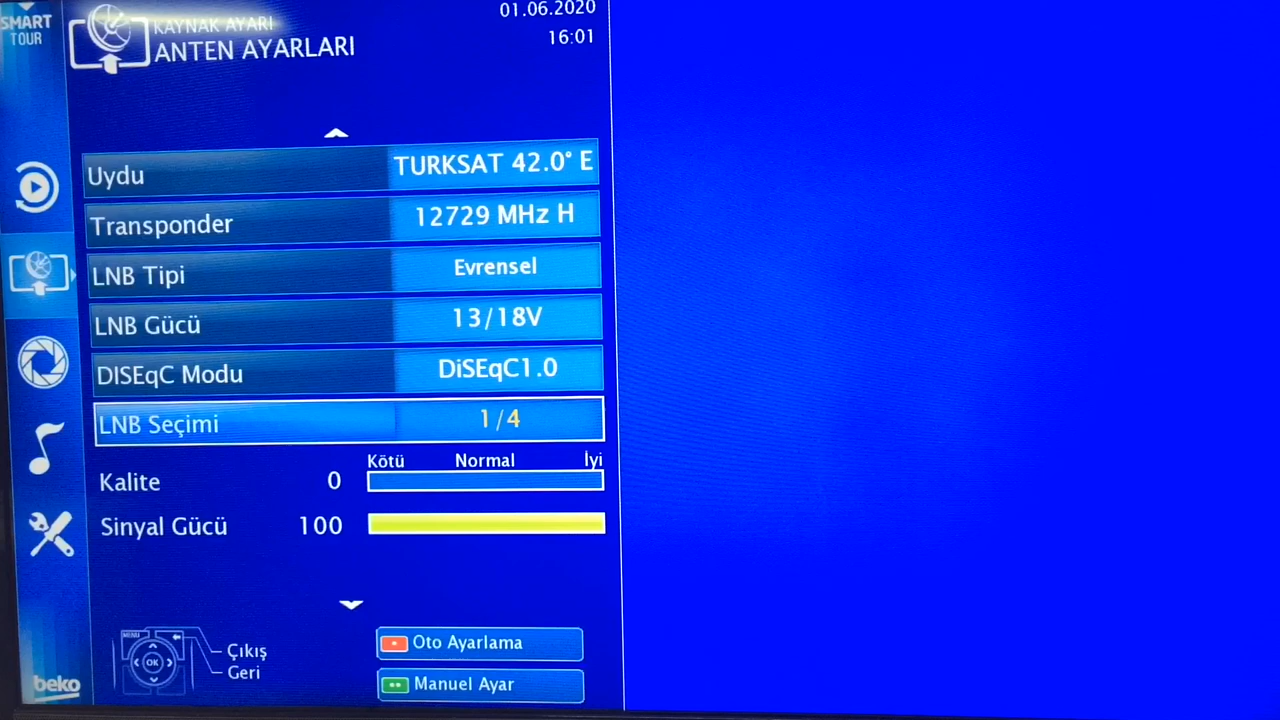 SMART
TOUR
KAYNAK AYARI
ANTEN AYARLARI
01.06.2020
16:01
Uydu TURKSAT 42.0° E
Transponder 12729 MHz H
LNB Tipi Evrensel
LNB Gücü 13/18V
DISEqC Modu DiSEqC1.0
LNB Seçimi 1/4
Kötü Normal İyi
Kalite 0
Sinyal Gücü 100
MENU
OK
Çıkış
Geri
Oto Ayarlama
Manuel Ayar
beko